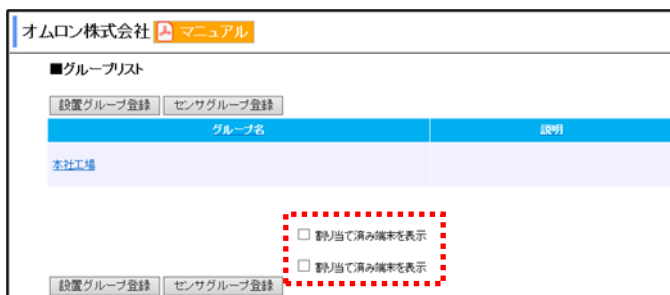 オムロン株式会社 マニュアル
■グループリスト
設置グループ登録 センサグループ登録
グループ名 説明
本社工場
割り当て済み端末を表示
割り当て済み端末を表示
設置グループ登録 センサグループ登録